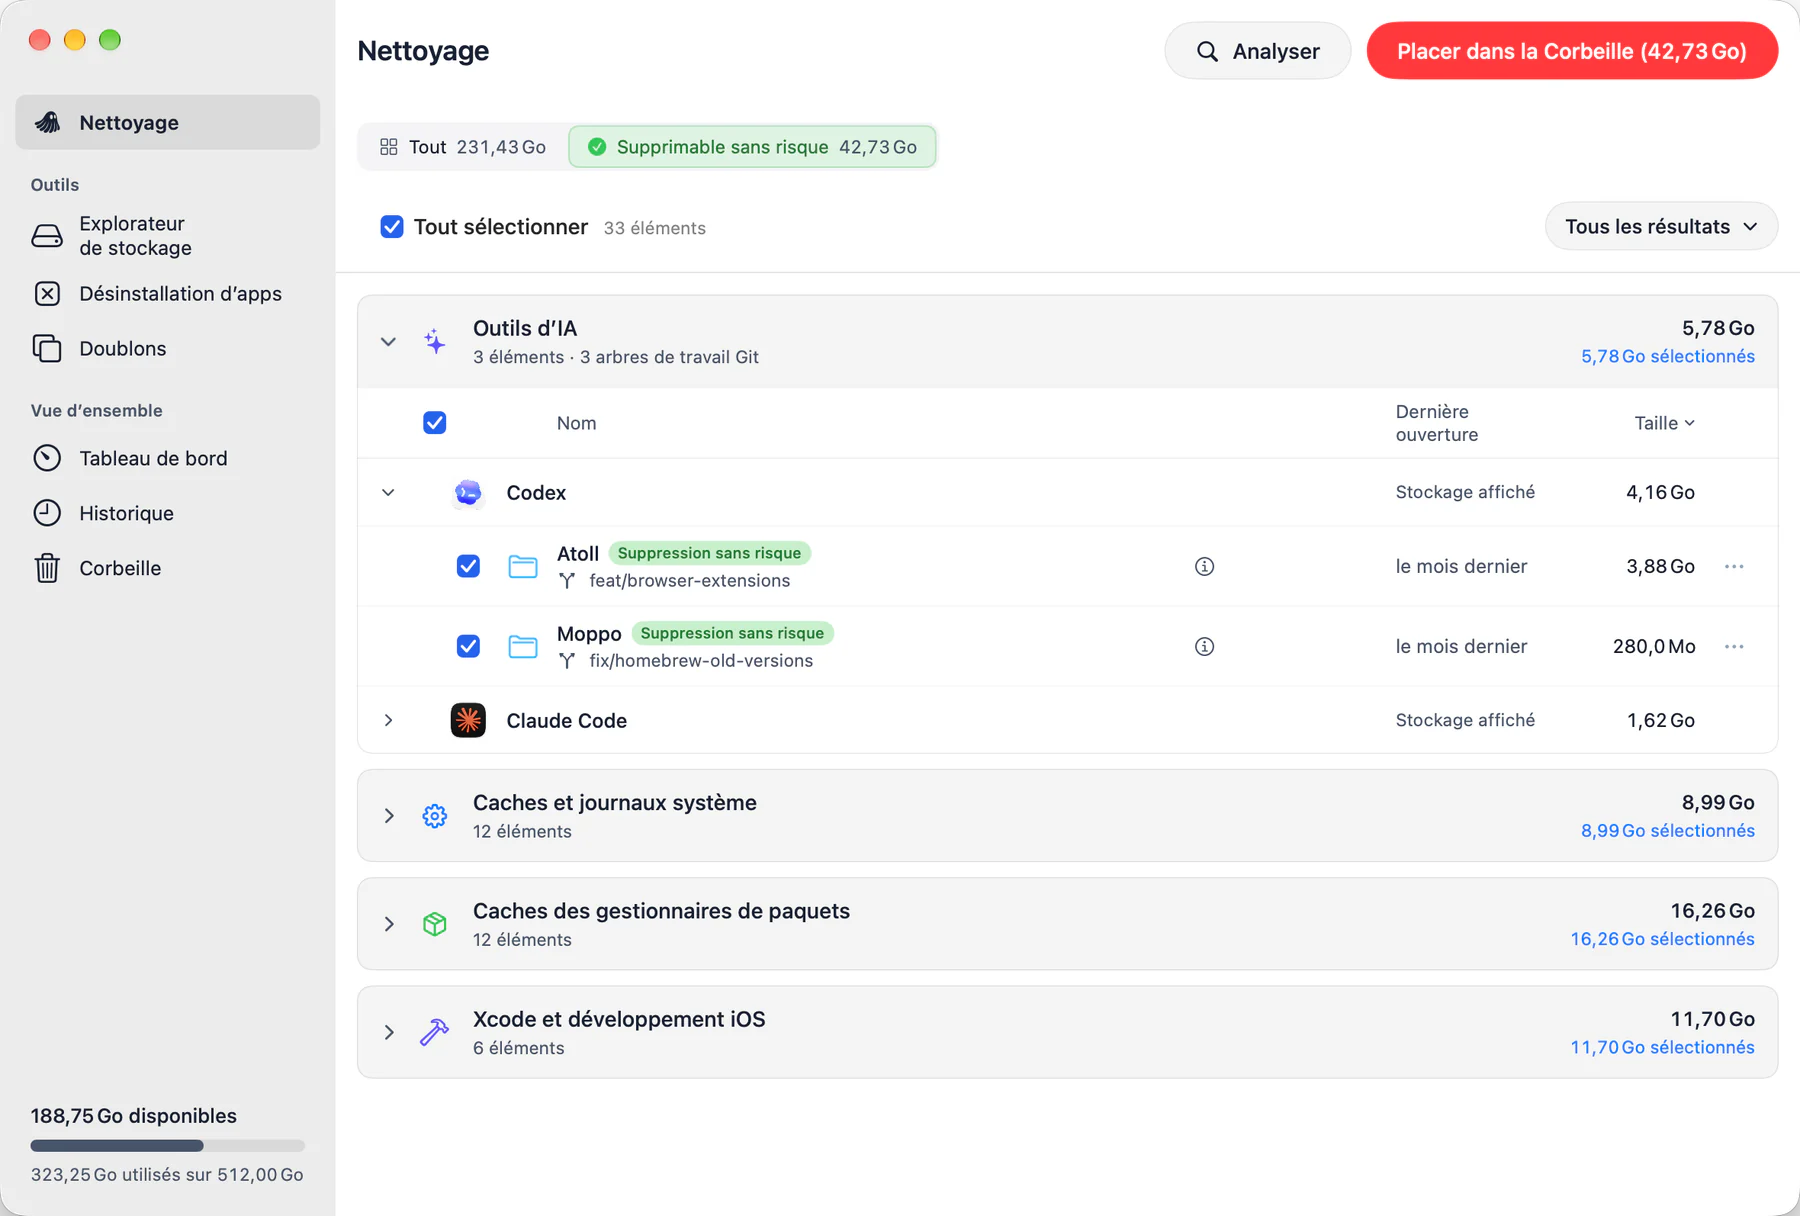 Nettoyage
Analyser
Placer dans la Corbeille (42,73 Go)
Nettoyage
Outils
Explorateur
de stockage
Désinstallation d’apps
Doublons
Vue d’ensemble
Tableau de bord
Historique
Corbeille
188,75 Go disponibles
323,25 Go utilisés sur 512,00 Go
Tout 231,43 Go
Supprimable sans risque 42,73 Go
Tout sélectionner 33 éléments
Tous les résultats
Outils d’IA
5,78 Go
3 éléments · 3 arbres de travail Git
5,78 Go sélectionnés
Nom
Dernière
ouverture
Taille
Codex
Stockage affiché
4,16 Go
Atoll Suppression sans risque
feat/browser-extensions
le mois dernier
3,88 Go
Moppo Suppression sans risque
fix/homebrew-old-versions
le mois dernier
280,0 Mo
Claude Code
Stockage affiché
1,62 Go
Caches et journaux système
8,99 Go
12 éléments
8,99 Go sélectionnés
Caches des gestionnaires de paquets
16,26 Go
12 éléments
16,26 Go sélectionnés
Xcode et développement iOS
11,70 Go
6 éléments
11,70 Go sélectionnés